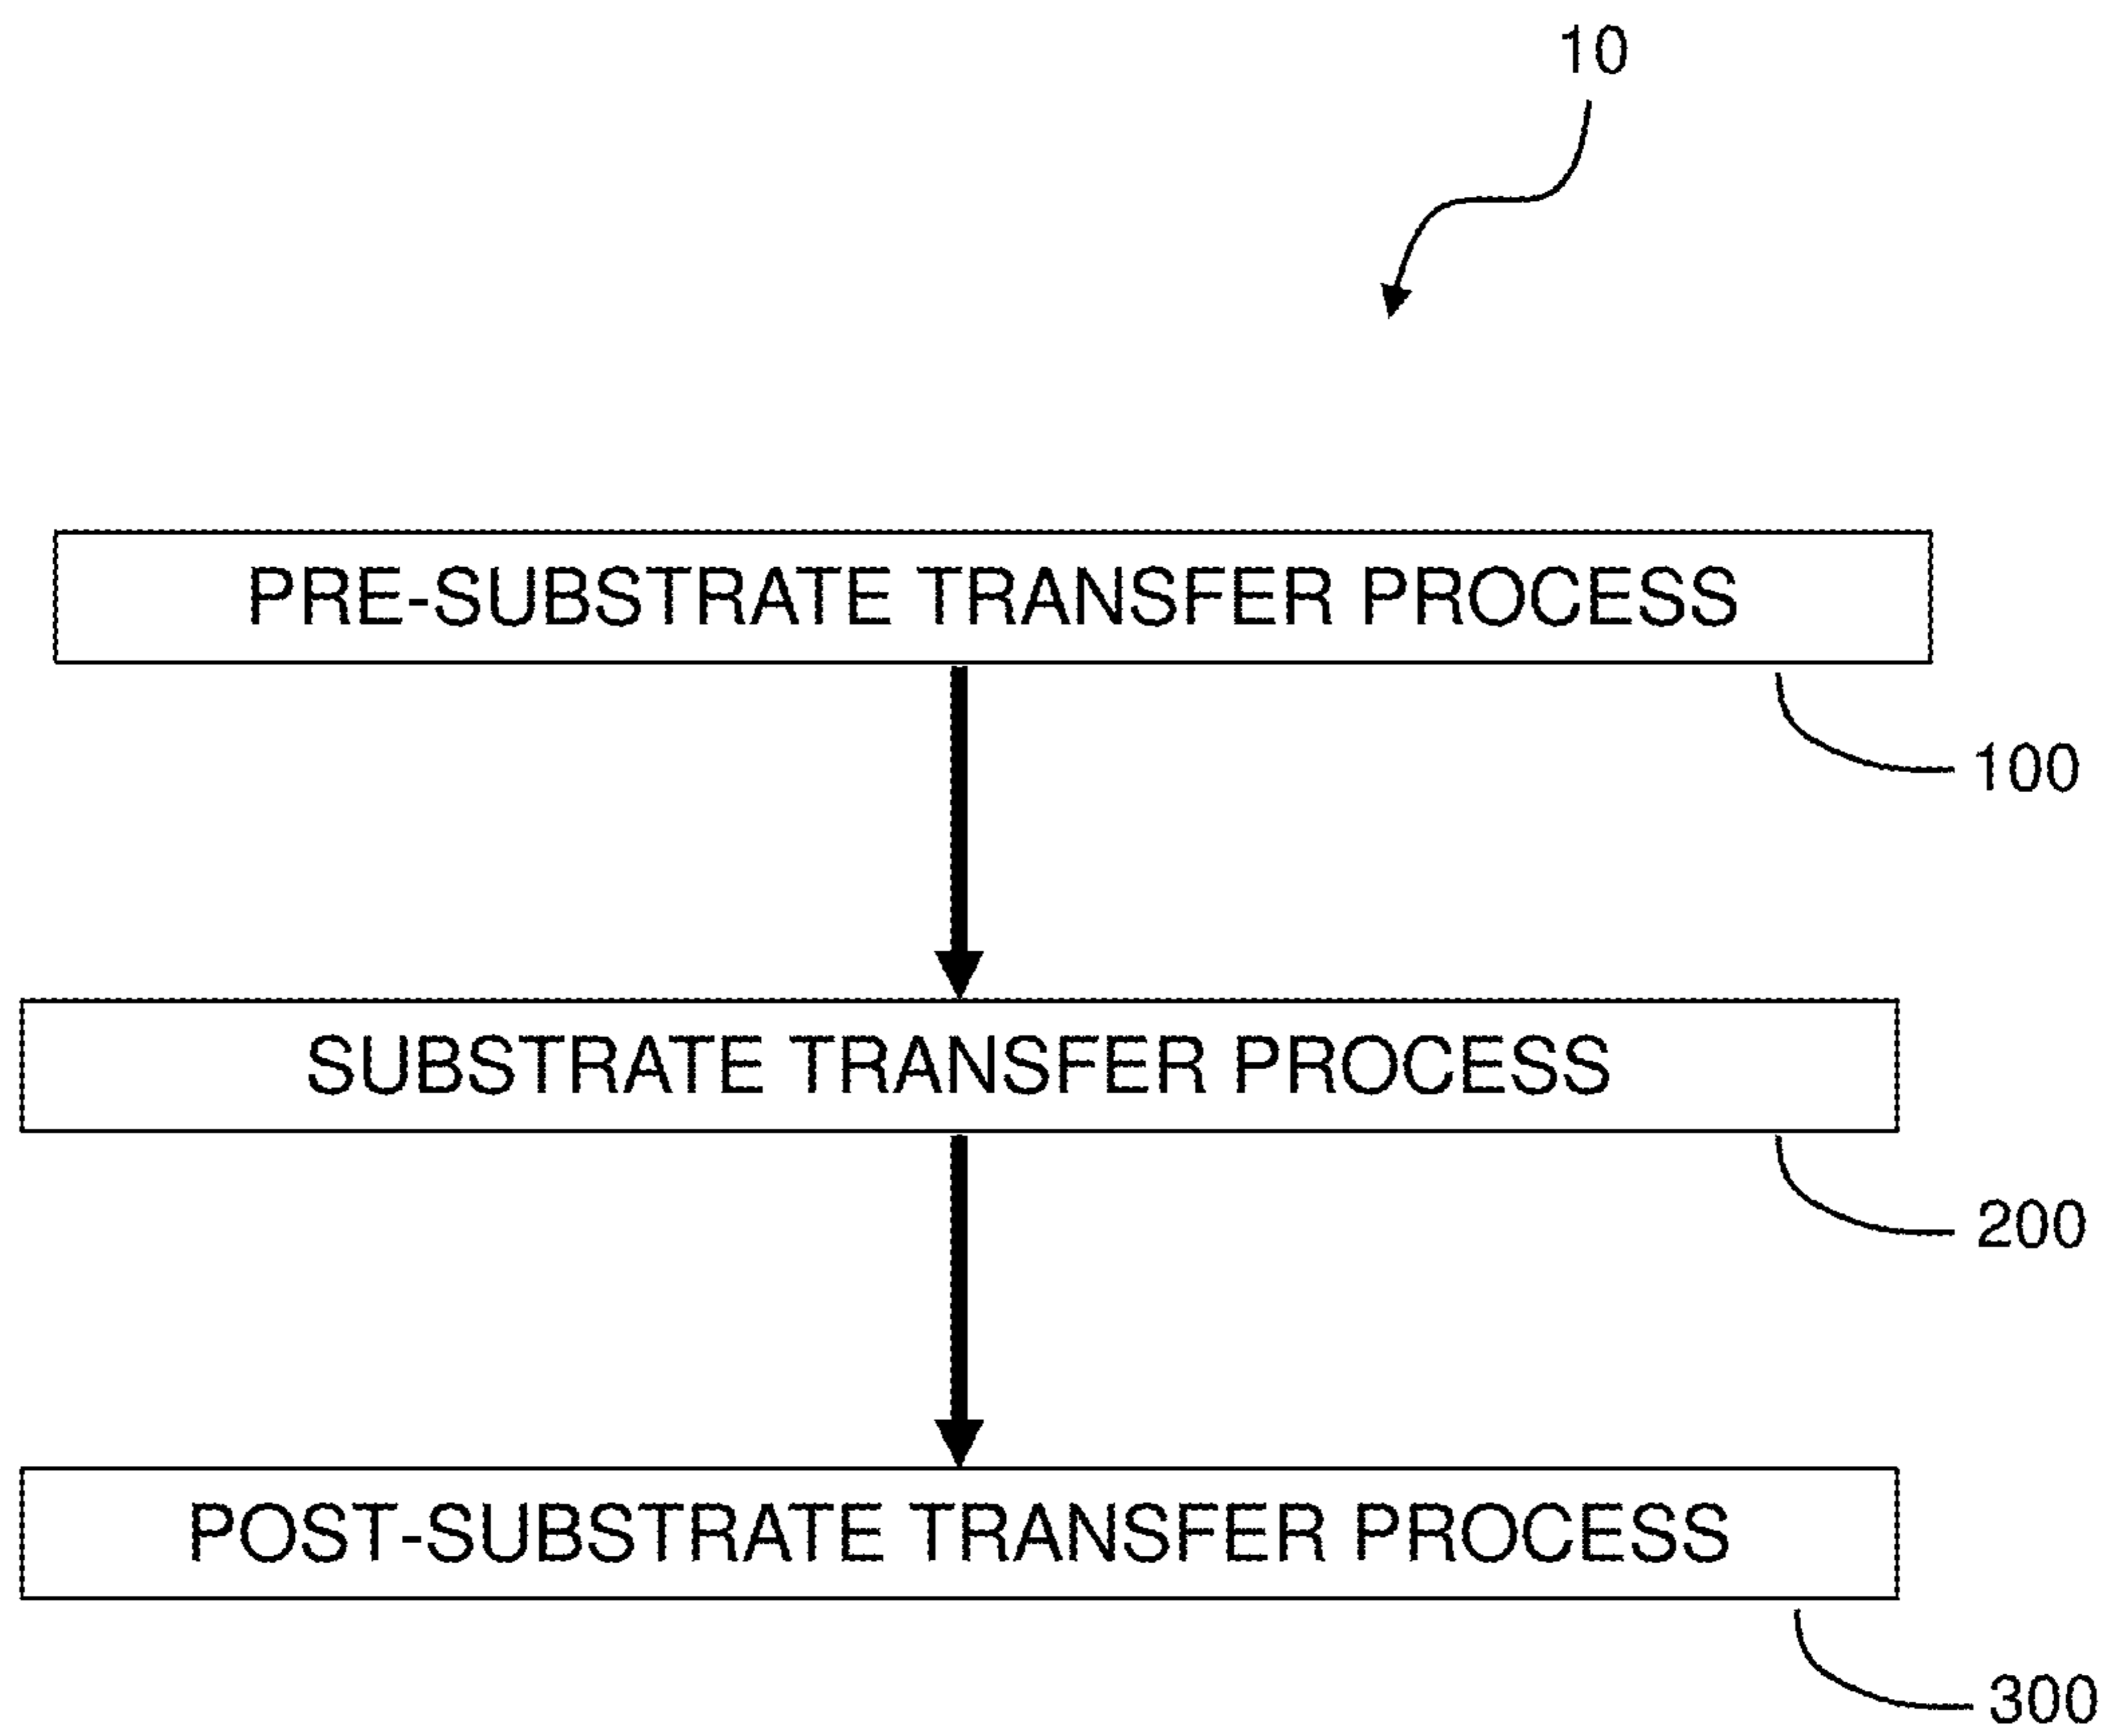 10
PRE-SUBSTRATE TRANSFER PROCESS
100
SUBSTRATE TRANSFER PROCESS
200
POST-SUBSTRATE TRANSFER PROCESS
300